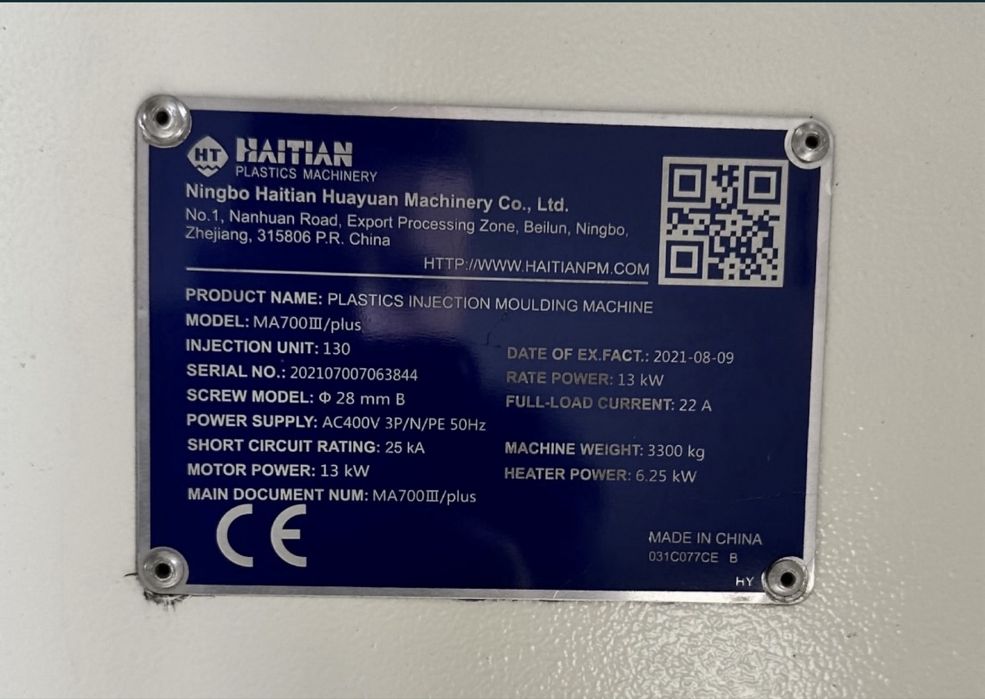 HT HAITIAN
PLASTICS MACHINERY
Ningbo Haitian Huayuan Machinery Co., Ltd.
No.1, Nanhuan Road, Export Processing Zone, Beilun, Ningbo,
Zhejiang, 315806 P.R. China
HTTP://WWW.HAITIANPM.COM
PRODUCT NAME: PLASTICS INJECTION MOULDING MACHINE
MODEL: MA700Ⅲ/plus
INJECTION UNIT: 130
DATE OF EX.FACT.: 2021-08-09
SERIAL NO.: 202107007063844
RATE POWER: 13 kW
SCREW MODEL: Φ 28 mm B
FULL-LOAD CURRENT: 22 A
POWER SUPPLY: AC400V 3P/N/PE 50Hz
SHORT CIRCUIT RATING: 25 kA
MACHINE WEIGHT: 3300 kg
MOTOR POWER: 13 kW
HEATER POWER: 6.25 kW
MAIN DOCUMENT NUM: MA700Ⅲ/plus
CE
MADE IN CHINA
031C077CE B
HY